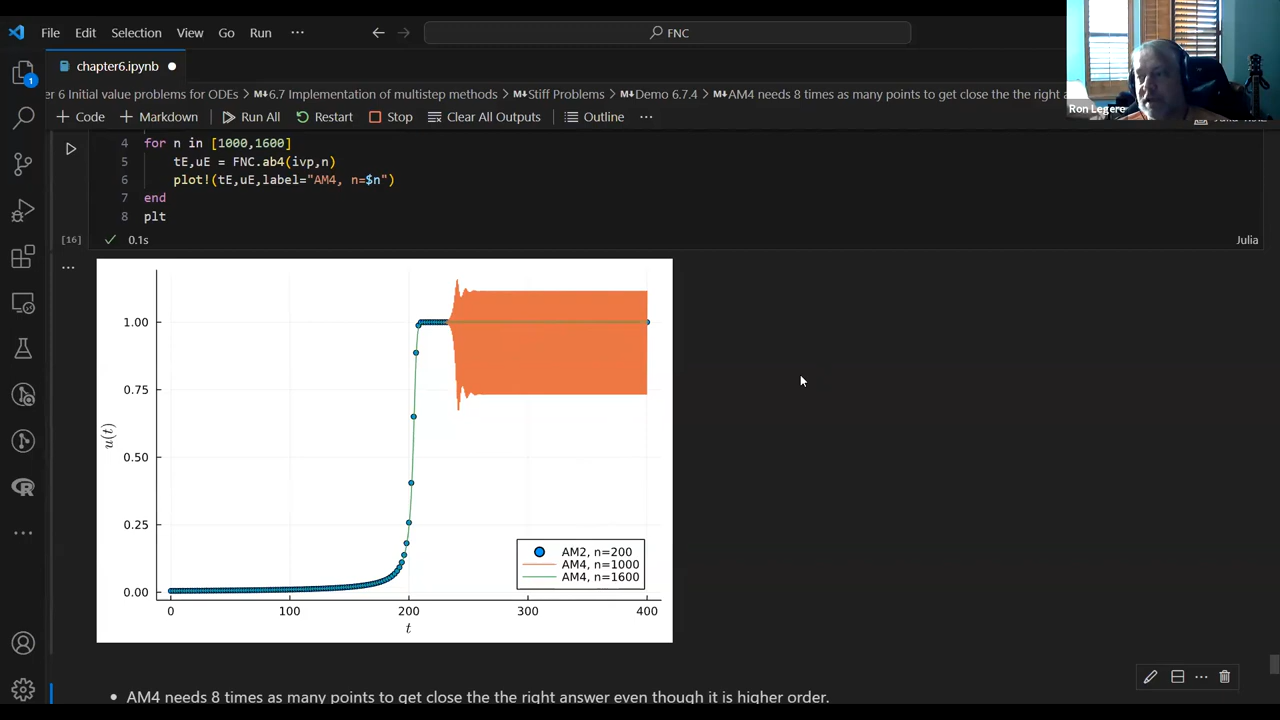 File Edit Selection View Go Run ··· FNC
chapter6.ipynb
er 6 Initial value problems for ODEs
6.7 Implementation
step methods
Stiff Problems
Demo 6.7.4
AM4 needs 8 times as many points to get close the the right a
Ron Legere
+ Code + Markdown Run All Restart Clear All Outputs Outline ···
4 for n in [1000,1600]
5 tE,uE = FNC.ab4(ivp,n)
6 plot!(tE,uE,label="AM4, n=$n")
7 end
8 plt
[16] 0.1s Julia
1
1.00
0.75
0.50
0.25
0.00
u(t)
AM2, n=200
AM4, n=1000
AM4, n=1600
0 100 200 300 400
t
• AM4 needs 8 times as many points to get close the the right answer even though it is higher order.